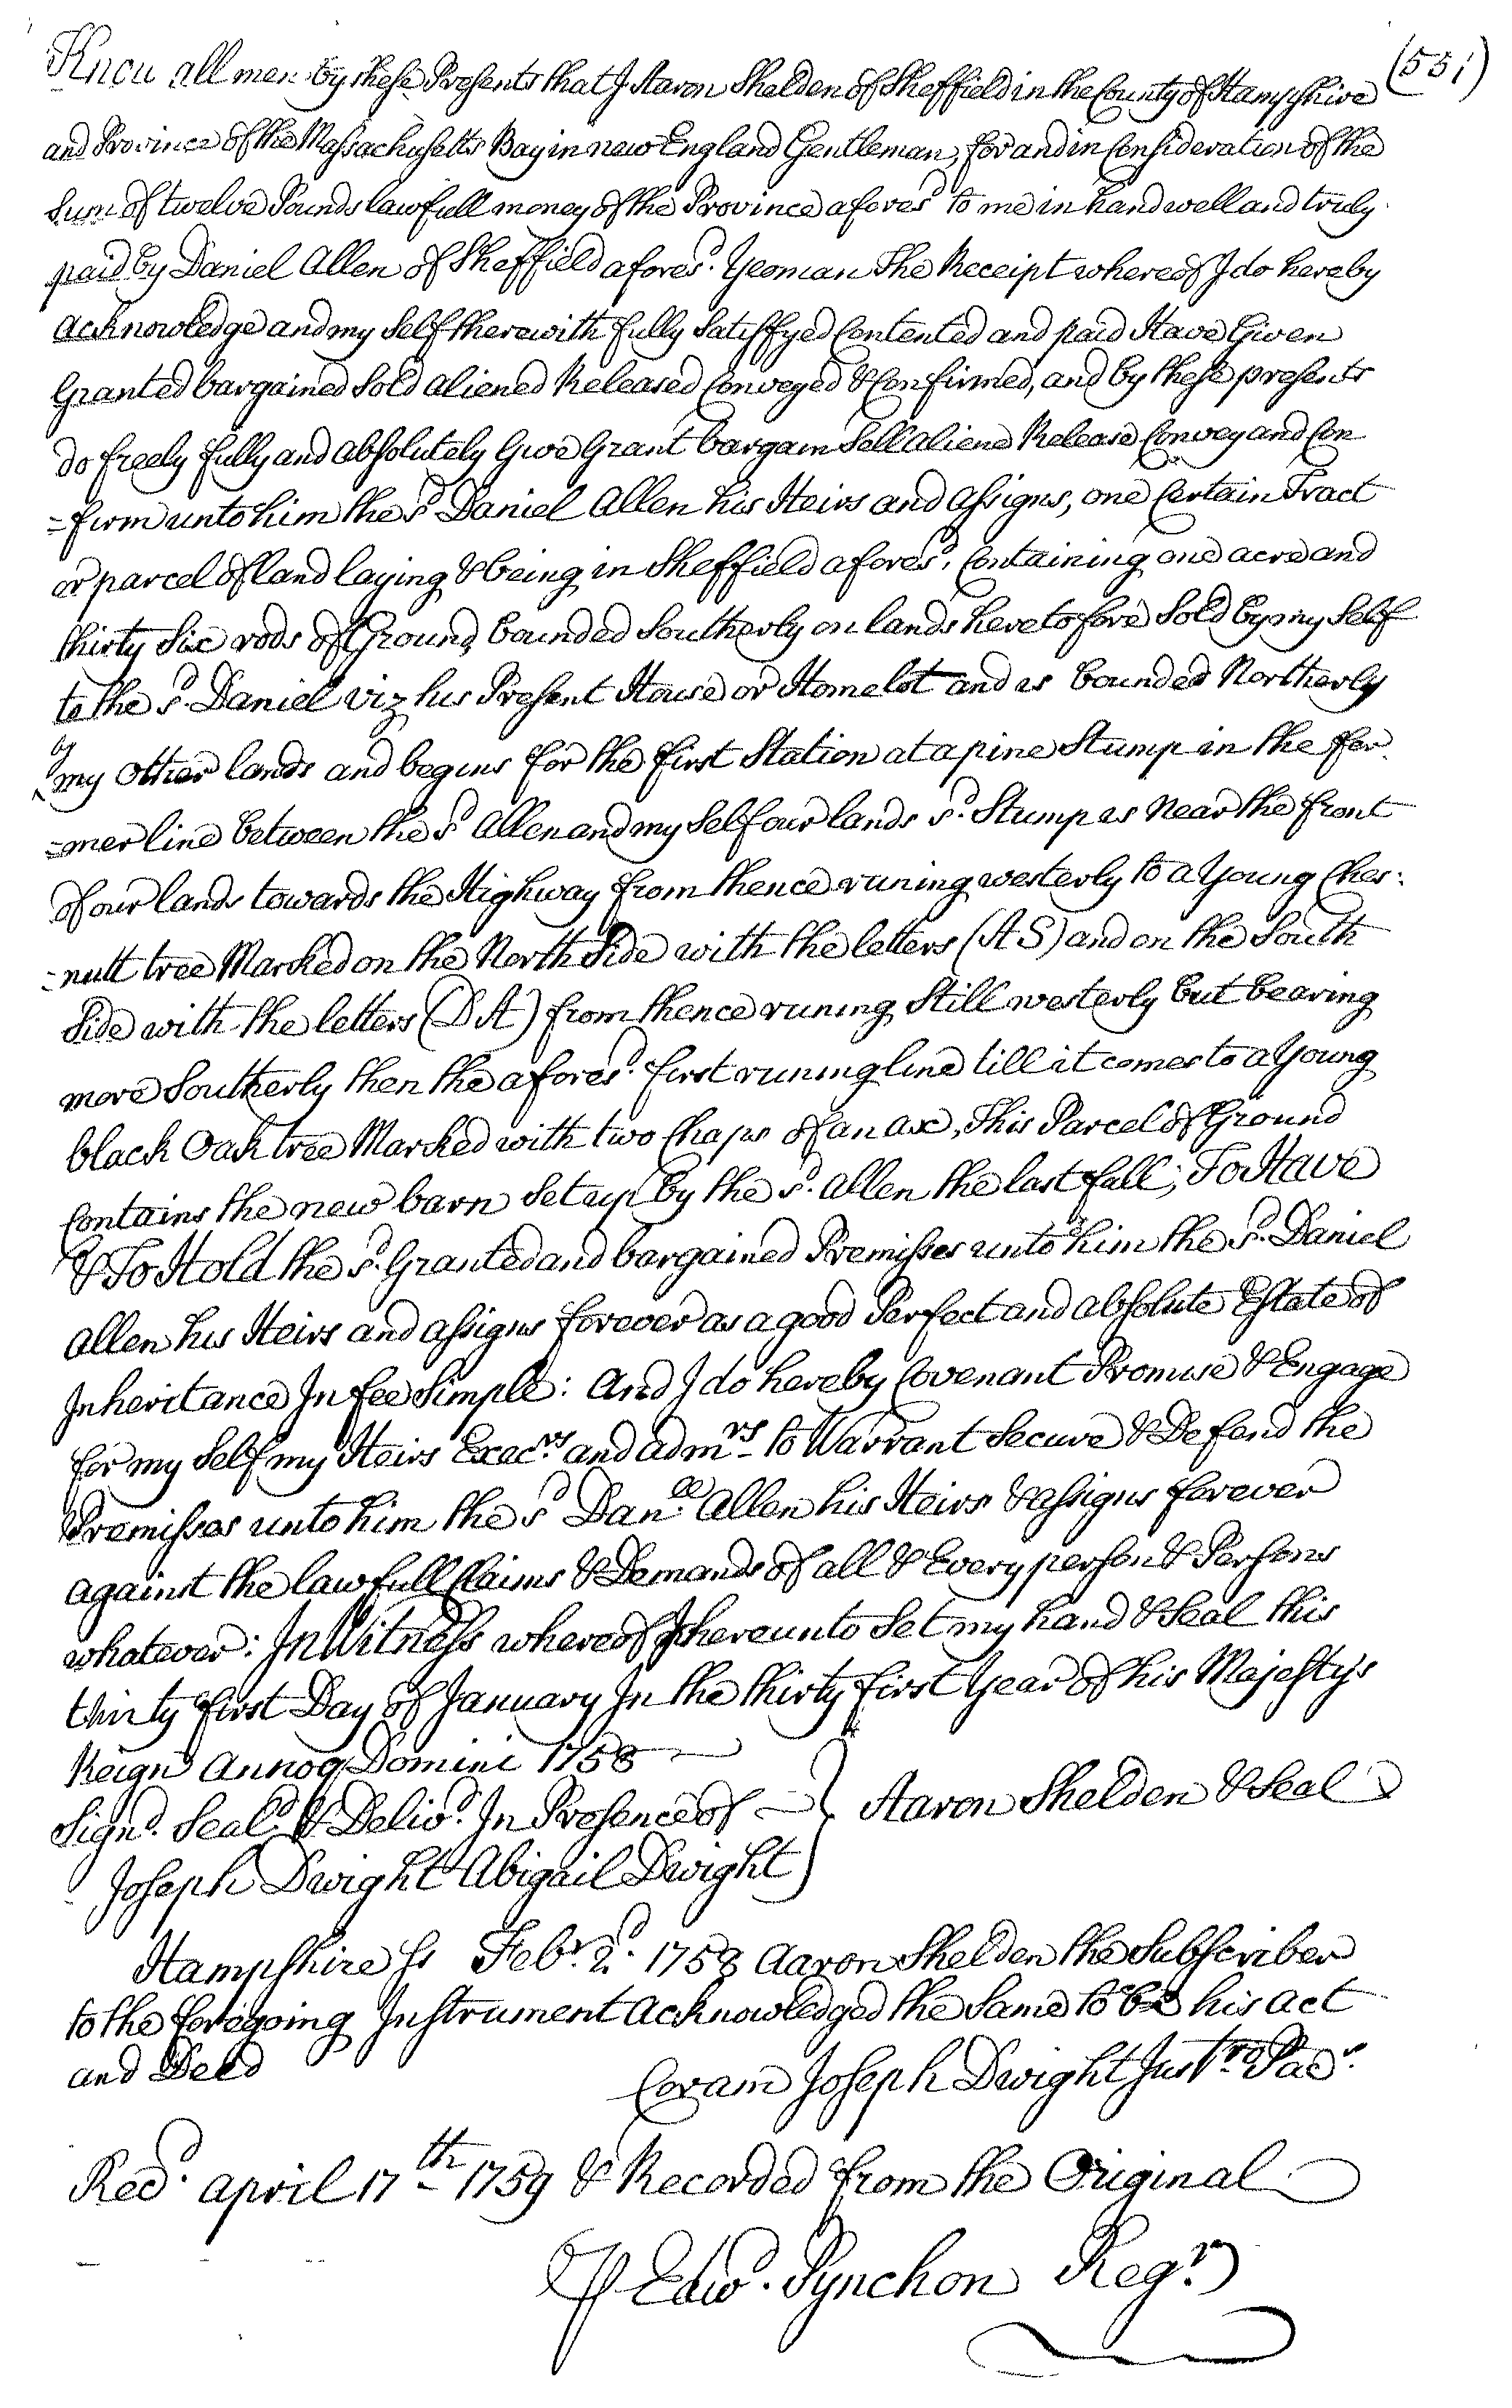 (551)
Know all men by these Presents that I Aaron Shelden of Sheffield in the County of Hampshire
and Province of the Massachusetts Bay in new England Gentleman, for and in Consideration of the
Sum of twelve Pounds lawfull money of the Province afores.d to me in hand well and truly
paid by Daniel Allen of Sheffield afores.d Yeoman The Receipt whereof I do hereby
Acknowledge and my Self therewith fully Satisfyed Contented and paid Have Given
Granted bargained Sold aliened Released Conveyed & Confirmed, and by these presents
do freely fully and absolutely Give Grant bargain Sell aliene Release Convey and Con
=firm unto him the s.d Daniel Allen his Heirs and Assigns, one Certain Tract
or parcel of land laying & being in Sheffield afores.d, Containing one acre and
thirty Six rods of Ground bounded Southerly on lands heretofore Sold by my Self
to the s.d Daniel viz his Present House or Homelot and is bounded Northerly
by
^my other lands and begins for the first Station at a pine Stump in the for
=mer line between the s.d Allen and my Self our lands s.d Stump is Near the front
of our lands towards the Highway from thence runing westerly to a Young Ches:
=nutt tree Marked on the North Side with the letters (A S) and on the South
Side with the letters (D A) from thence runing Still westerly but bearing
more Southerly then the afores.d first runing line till it comes to a Young
black Oak tree Marked with two Chaps of an ax, This Parcel of Ground
Contains the new barn Set up by the s.d Allen the last fall; To Have
& To Hold the s.d Granted and bargained Premisses unto him the s.d Daniel
Allen his Heirs and assigns forever as a good Perfect and absolute Estate of
Inheritance In fee Simple: And I do hereby Covenant Promise & Engage
for my Self my Heirs Exec.rs and adm.rs to Warrant Secure & Defend the
Premisses unto him the s.d Dan.ll Allen his Heirs & assigns forever
against the lawfull Claims & Demands of all & Every person & Persons
whatever: In Witness whereof I hereunto Set my hand & Seal this
thirty first Day of January In the thirty first Year of his Majesty's
Reign Annoq Domini 1758
Sign.d Seal.d & Deliv.d In Presence of } Aaron Shelden & Seal
Joseph Dwight Abigail Dwight
Hampshire Ss Feb.r 2.d 1758 Aaron Shelden the Subscriber
to the foregoing Instrument Acknowledged the Same to be his act
and Deed
Coram Joseph Dwight Just.ce Pac.s
Rec.d april 17th 1759 & Recorded from the Original
℔ Edw.d Pynchon Reg.r